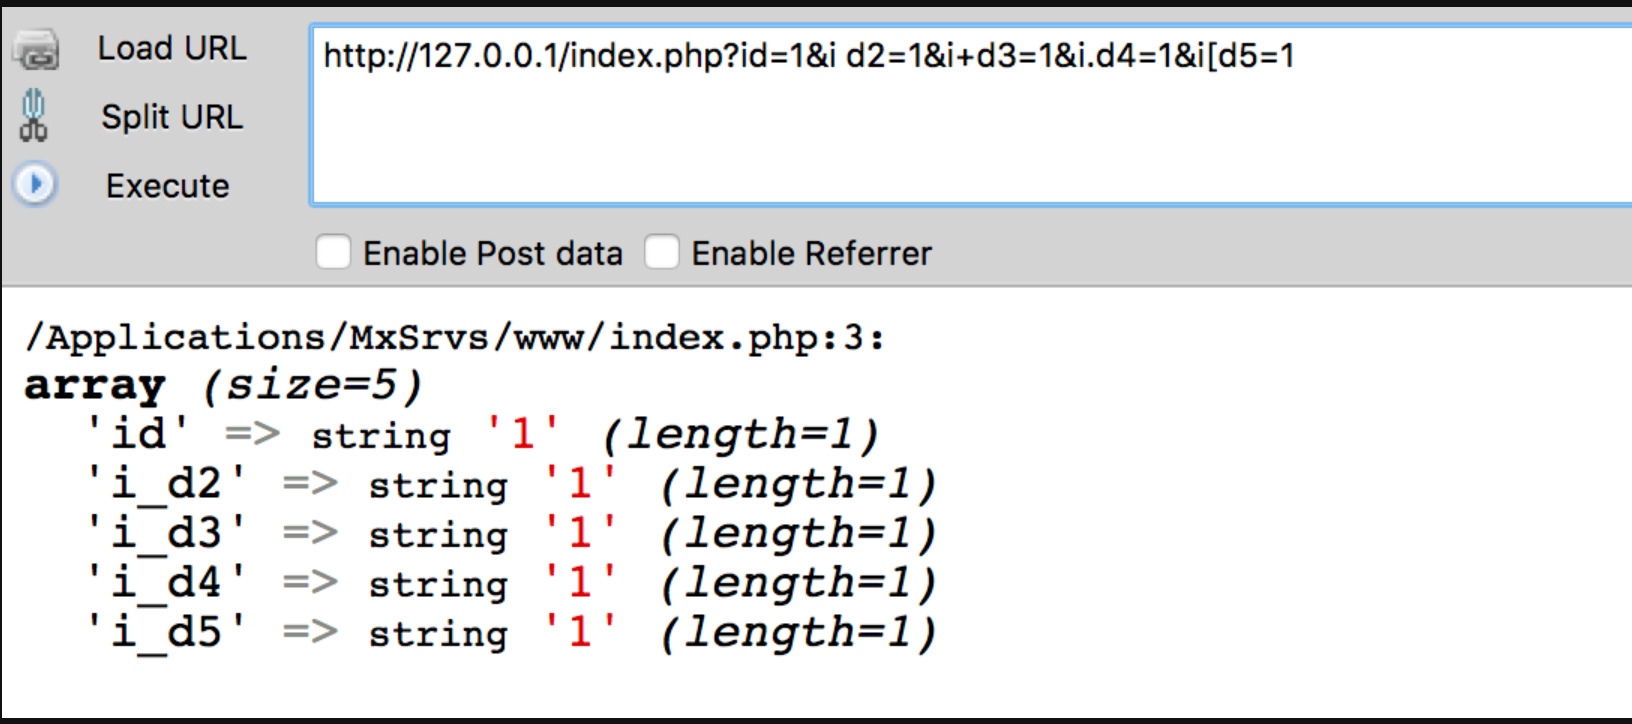 Load URL
http://127.0.0.1/index.php?id=1&i d2=1&i+d3=1&i.d4=1&i[d5=1
Split URL
Execute
Enable Post data Enable Referrer
/Applications/MxSrvs/www/index.php:3:
array (size=5)
'id' => string '1' (length=1)
'i_d2' => string '1' (length=1)
'i_d3' => string '1' (length=1)
'i_d4' => string '1' (length=1)
'i_d5' => string '1' (length=1)